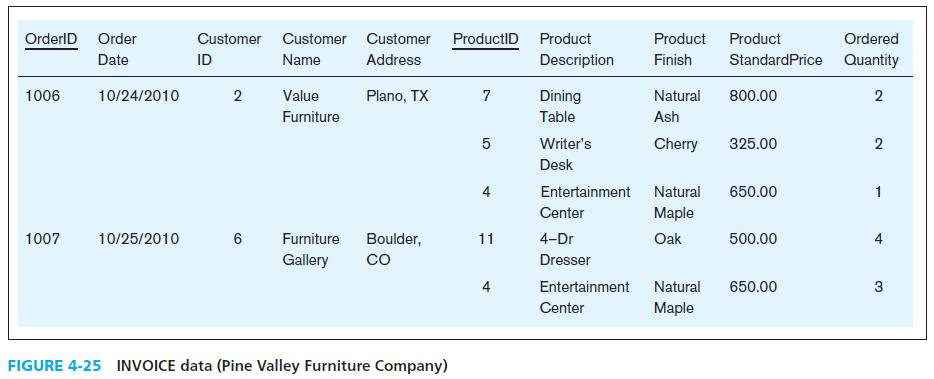 OrderID Order Customer Customer Customer ProductID Product Product Product Ordered
Date ID Name Address Description Finish StandardPrice Quantity
1006 10/24/2010 2 Value Plano, TX 7 Dining Natural 800.00 2
Furniture Table Ash
5 Writer's Cherry 325.00 2
Desk
4 Entertainment Natural 650.00 1
Center Maple
1007 10/25/2010 6 Furniture Boulder, 11 4–Dr Oak 500.00 4
Gallery CO Dresser
4 Entertainment Natural 650.00 3
Center Maple
FIGURE 4-25 INVOICE data (Pine Valley Furniture Company)